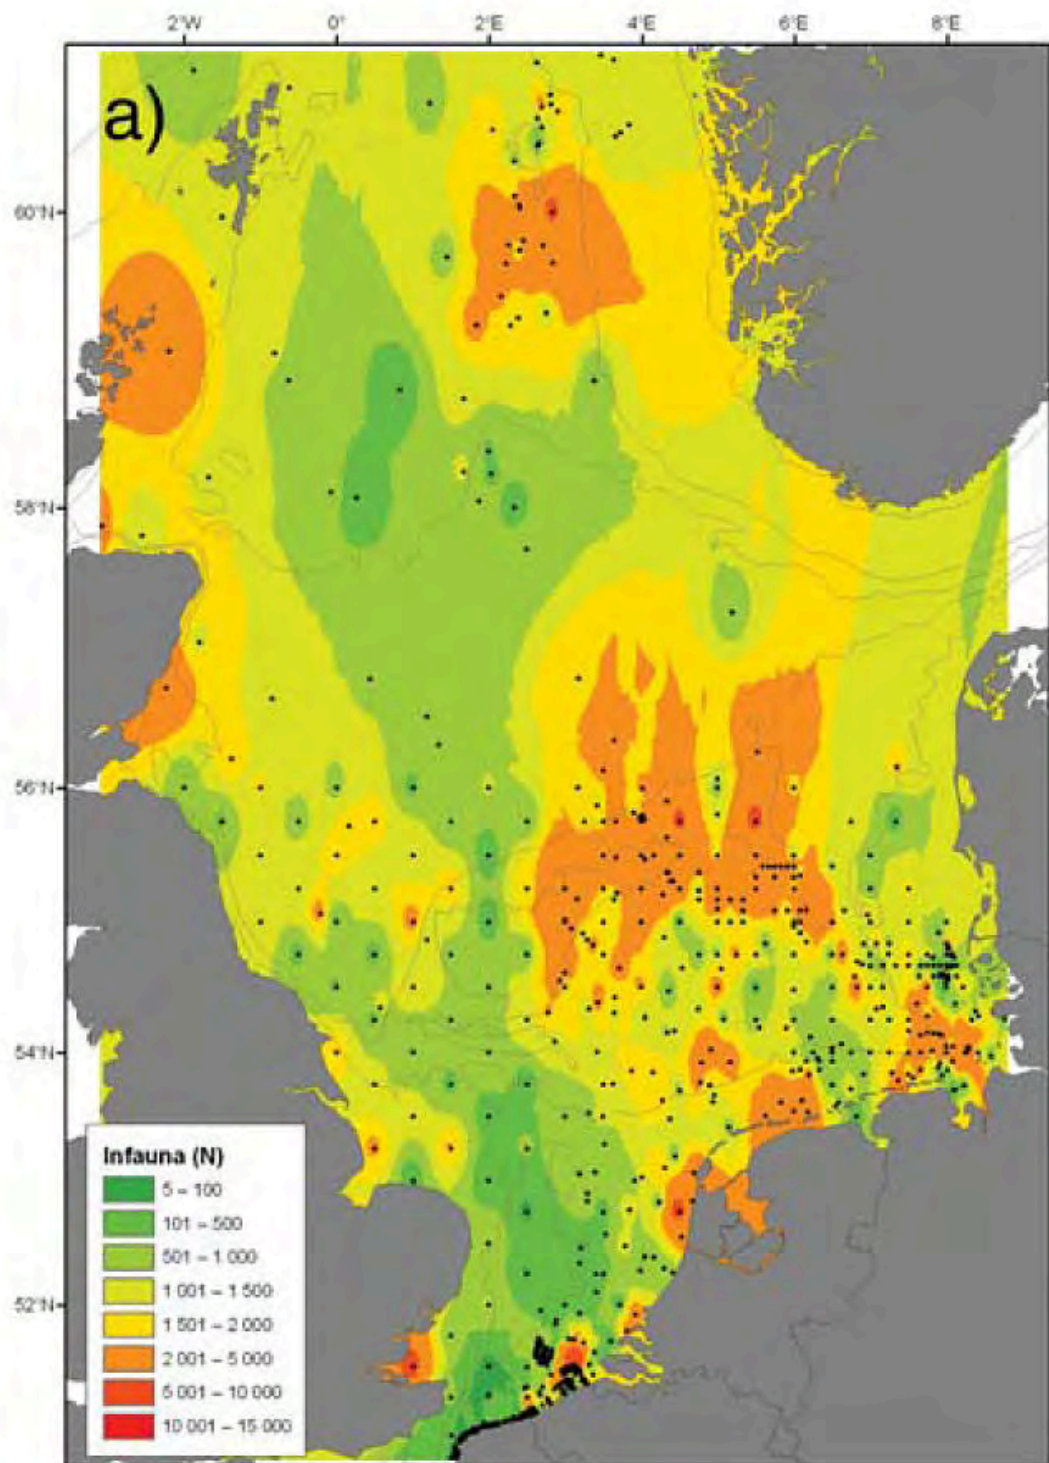 2°W 0° 2°E 4°E 6°E 8°E
a)
60°N
58°N
56°N
54°N
52°N
Infauna (N)
5 – 100
101 – 500
501 – 1 000
1 001 – 1 500
1 501 – 2 000
2 001 – 5 000
5 001 – 10 000
10 001 – 15 000